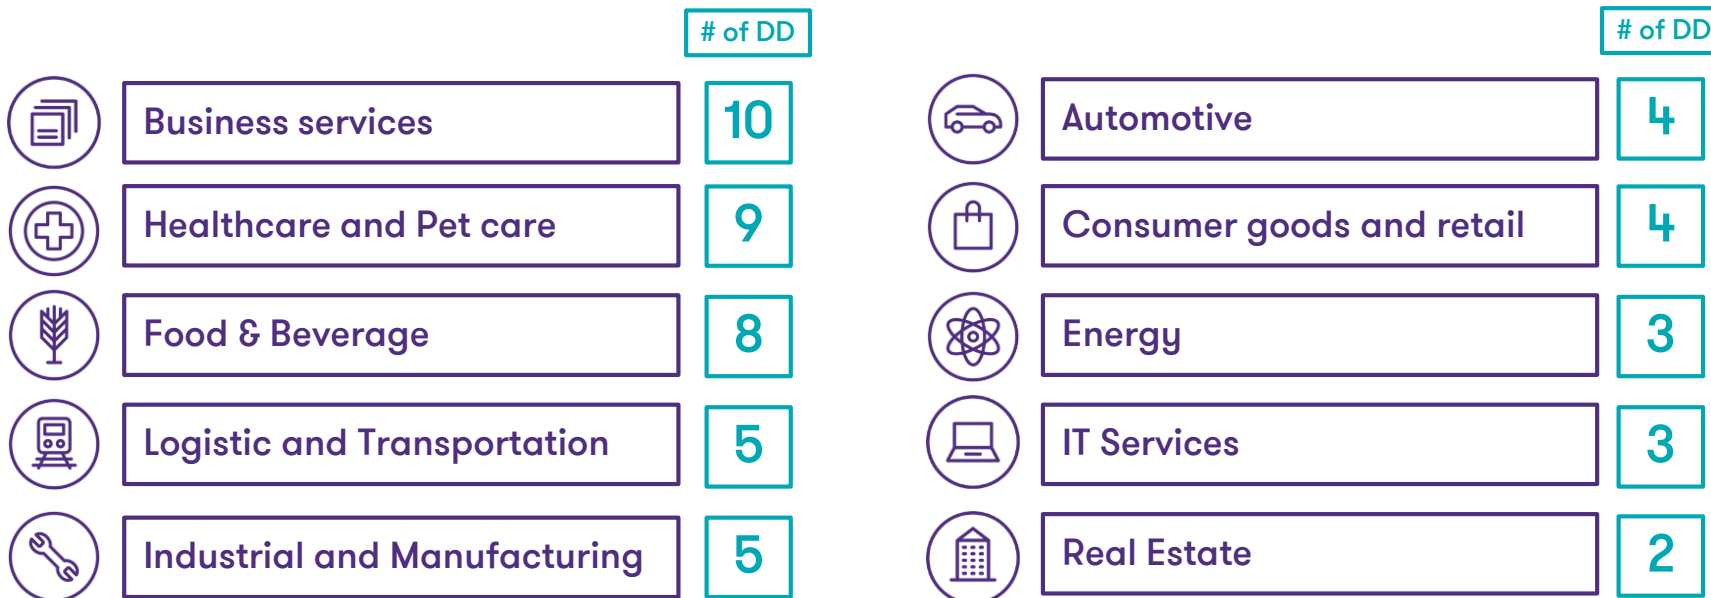 # of DD
Business services 10
Healthcare and Pet care 9
Food & Beverage 8
Logistic and Transportation 5
Industrial and Manufacturing 5
# of DD
Automotive 4
Consumer goods and retail 4
Energy 3
IT Services 3
Real Estate 2